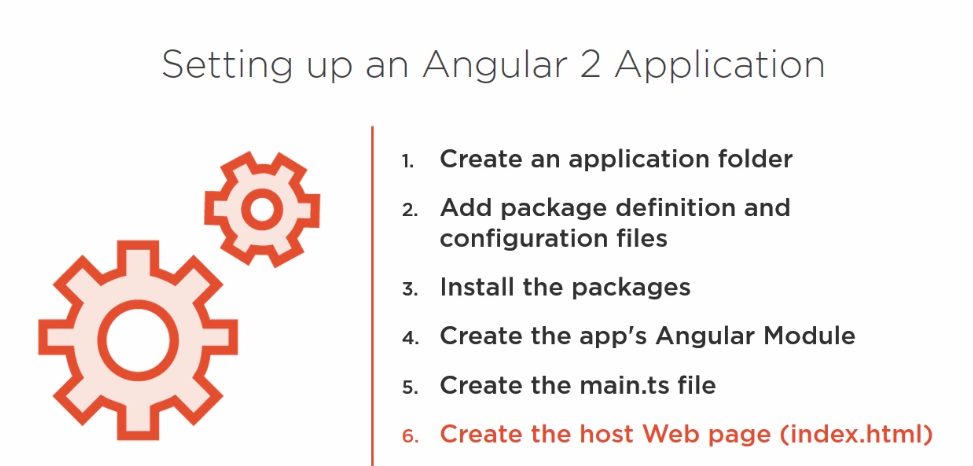 Setting up an Angular 2 Application
1. Create an application folder
2. Add package definition and
configuration files
3. Install the packages
4. Create the app's Angular Module
5. Create the main.ts file
6. Create the host Web page (index.html)